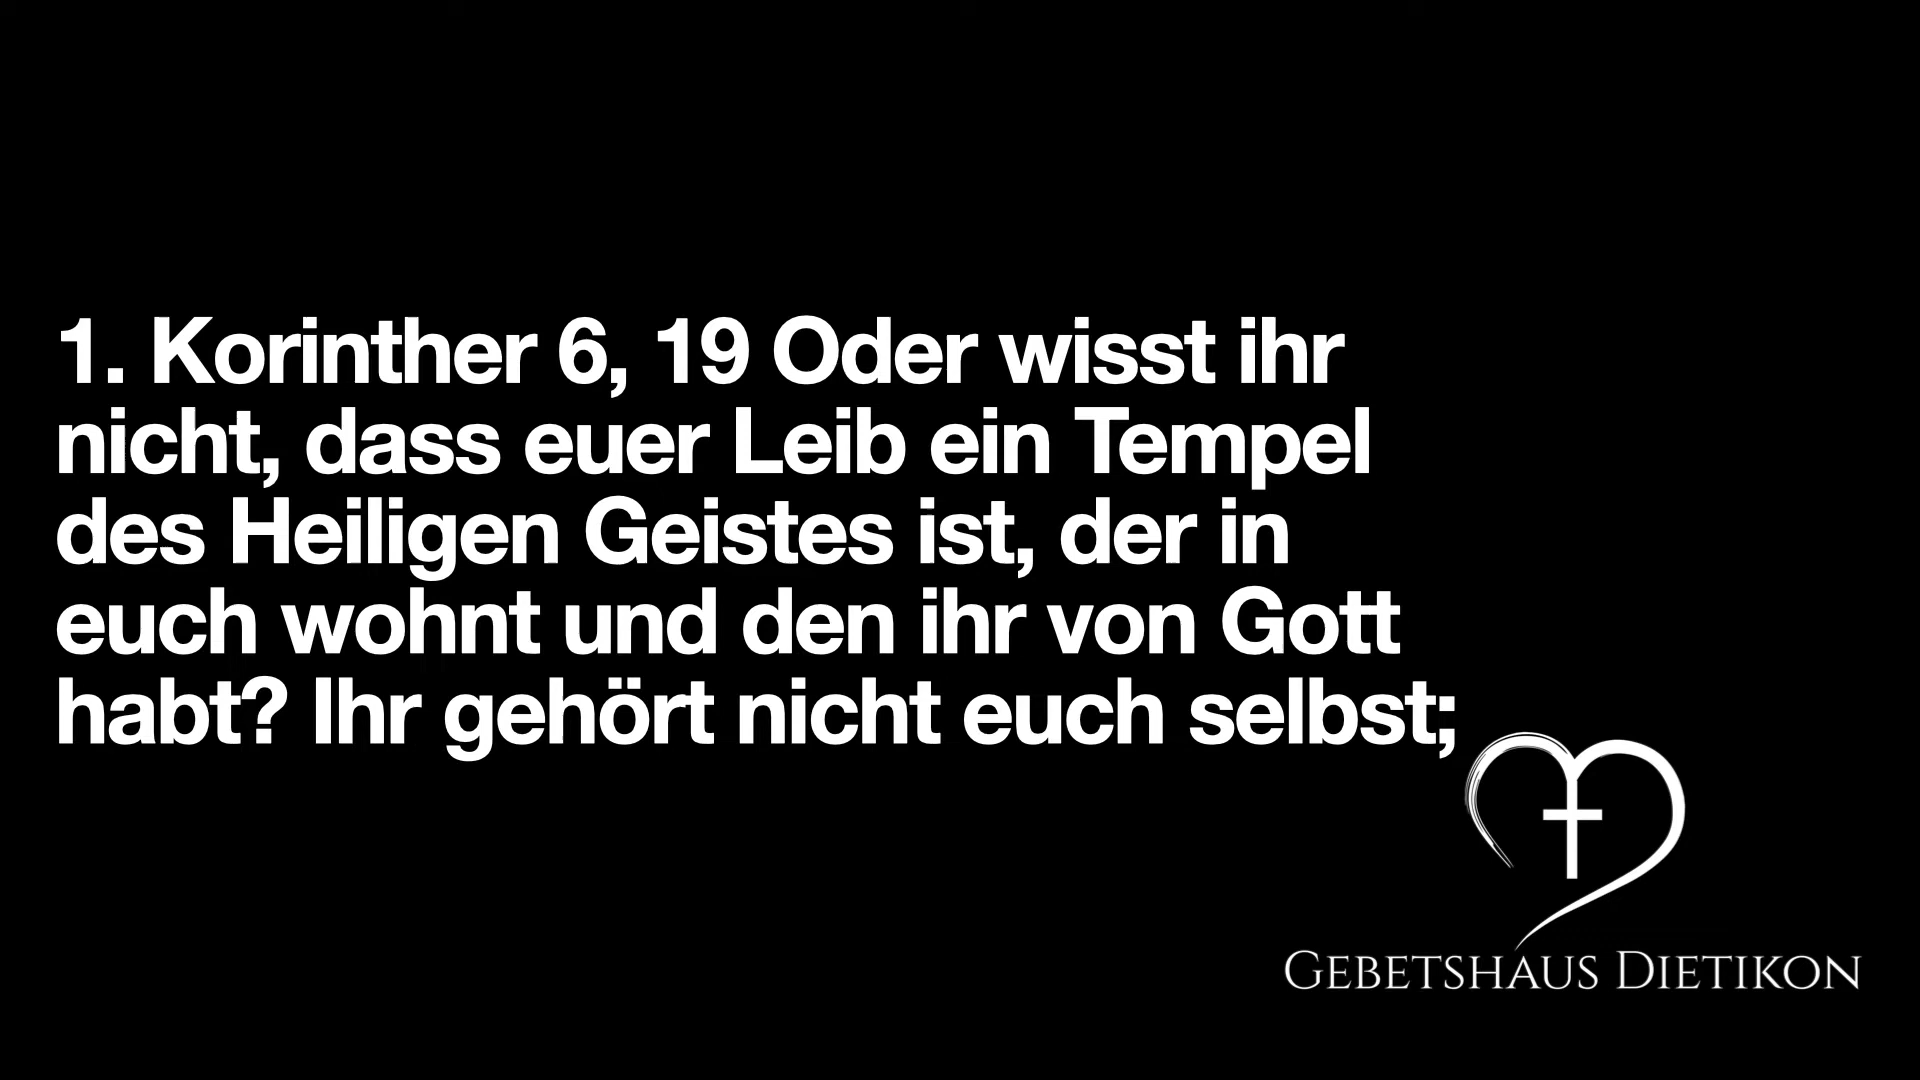 1. Korinther 6, 19 Oder wisst ihr
nicht, dass euer Leib ein Tempel
des Heiligen Geistes ist, der in
euch wohnt und den ihr von Gott
habt? Ihr gehört nicht euch selbst;
GEBETSHAUS DIETIKON